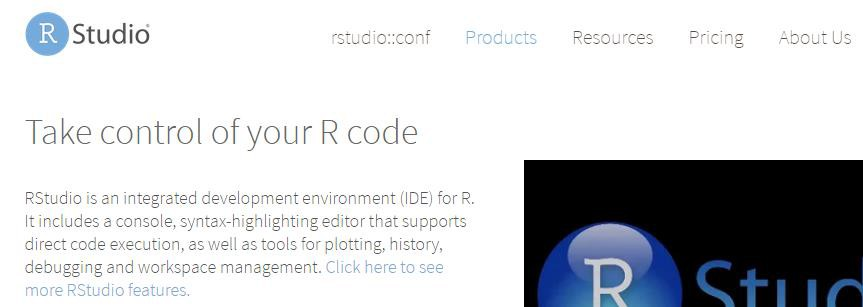 R Studio®
rstudio::conf Products Resources Pricing About Us
Take control of your R code
RStudio is an integrated development environment (IDE) for R.
It includes a console, syntax-highlighting editor that supports
direct code execution, as well as tools for plotting, history,
debugging and workspace management. Click here to see
more RStudio features.
R Stud